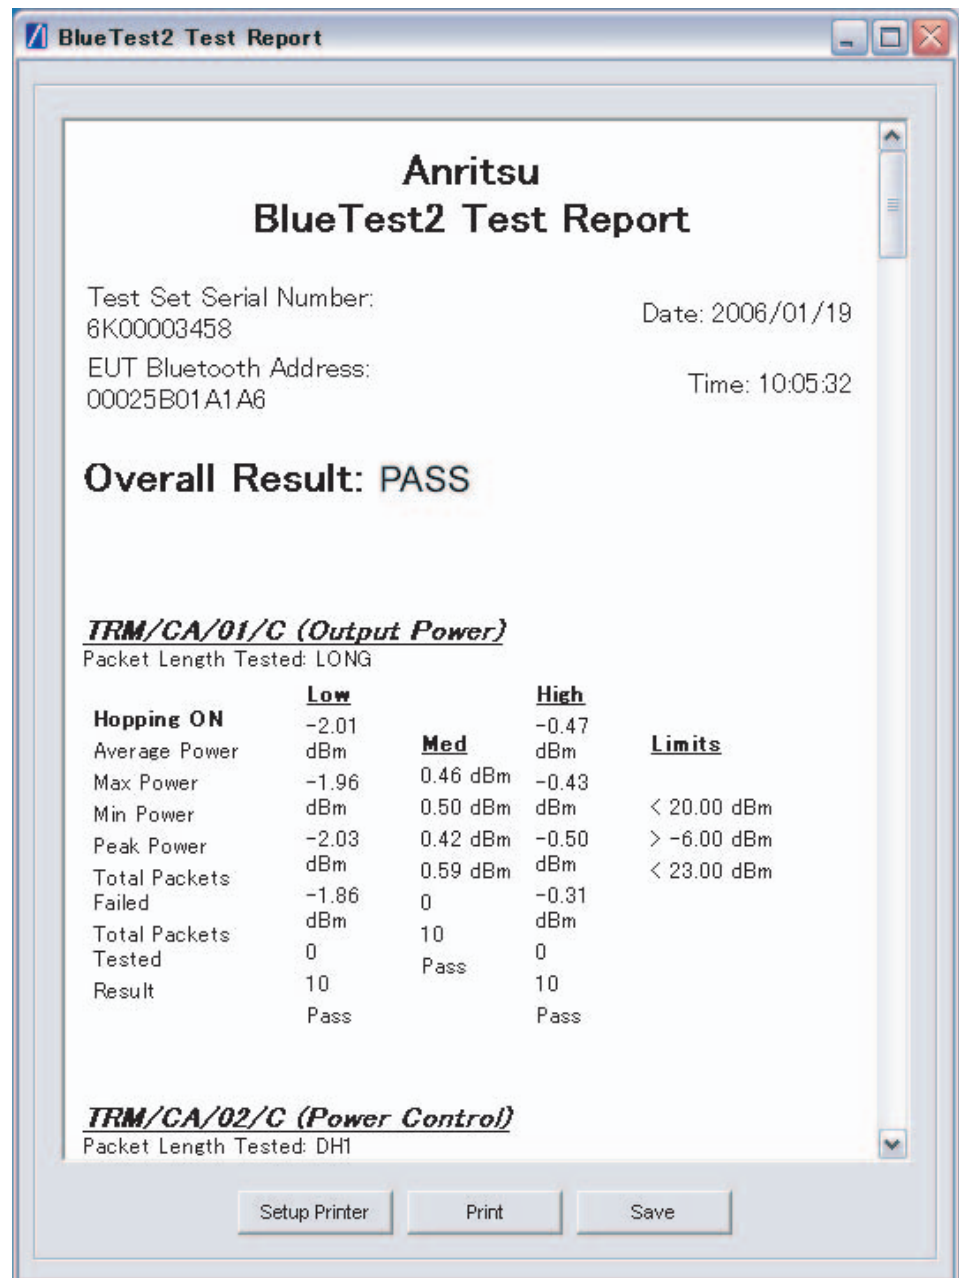 BlueTest2 Test Report
Anritsu
BlueTest2 Test Report
Test Set Serial Number:
6K00003458
Date: 2006/01/19
EUT Bluetooth Address:
00025B01A1A6
Time: 10:05:32
Overall Result: PASS
TRM/CA/01/C (Output Power)
Packet Length Tested: LONG
Hopping ON
Average Power
Max Power
Min Power
Peak Power
Total Packets
Failed
Total Packets
Tested
Result
Low
-2.01
dBm
-1.96
dBm
-2.03
dBm
-1.86
dBm
0
10
Pass
Med
0.46 dBm
0.50 dBm
0.42 dBm
0.59 dBm
0
10
Pass
High
-0.47
dBm
-0.43
dBm
-0.50
dBm
-0.31
dBm
0
10
Pass
Limits
< 20.00 dBm
> -6.00 dBm
< 23.00 dBm
TRM/CA/02/C (Power Control)
Packet Length Tested: DH1
Setup Printer
Print
Save